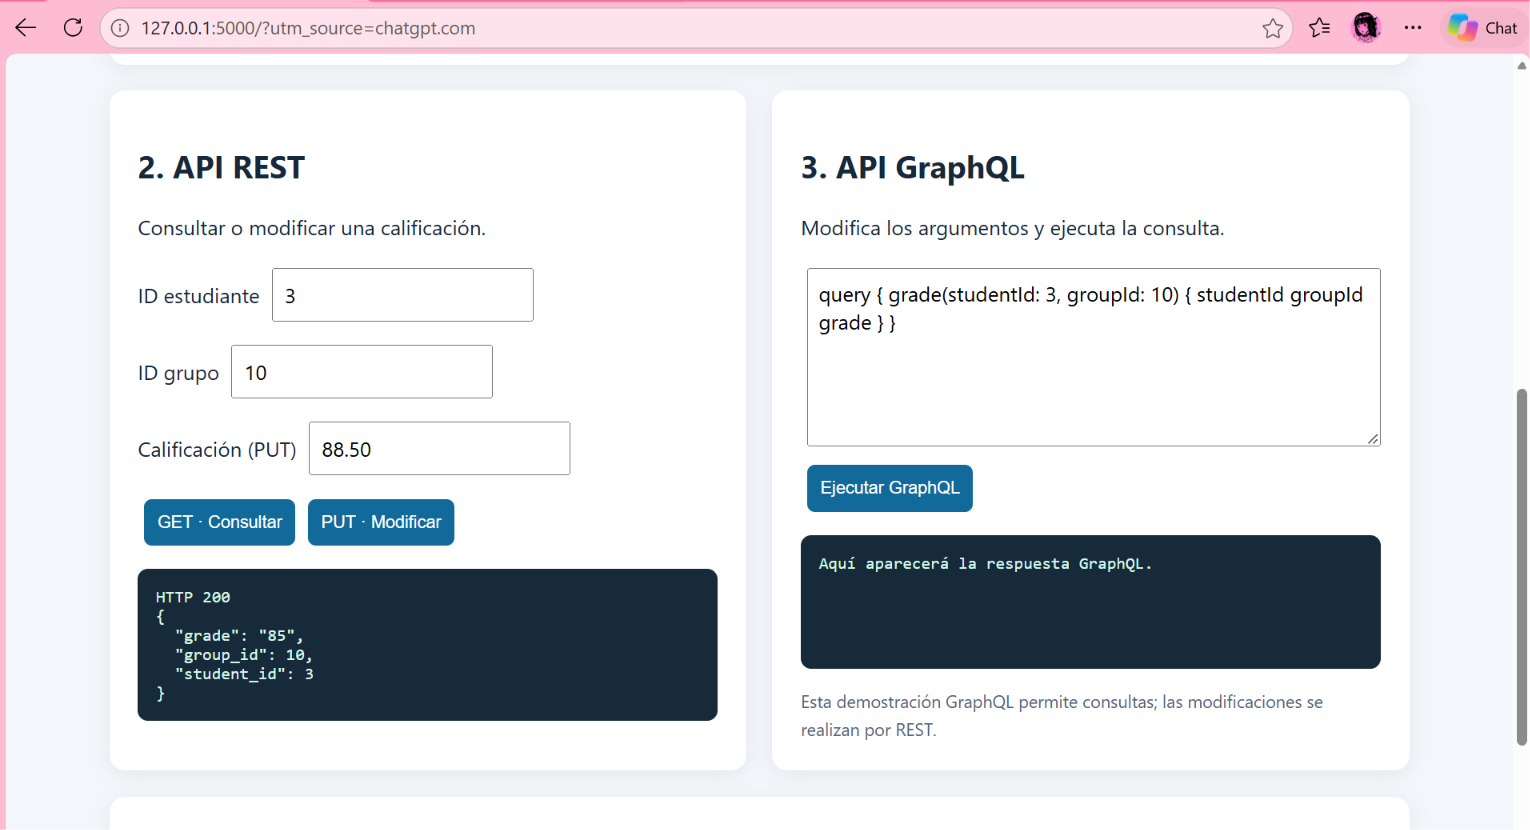 127.0.0.1:5000/?utm_source=chatgpt.com
Chat
2. API REST
Consultar o modificar una calificación.
ID estudiante 3
ID grupo 10
Calificación (PUT) 88.50
GET · Consultar PUT · Modificar
HTTP 200
{
"grade": "85",
"group_id": 10,
"student_id": 3
}
3. API GraphQL
Modifica los argumentos y ejecuta la consulta.
query { grade(studentId: 3, groupId: 10) { studentId groupId
grade } }
Ejecutar GraphQL
Aquí aparecerá la respuesta GraphQL.
Esta demostración GraphQL permite consultas; las modificaciones se
realizan por REST.